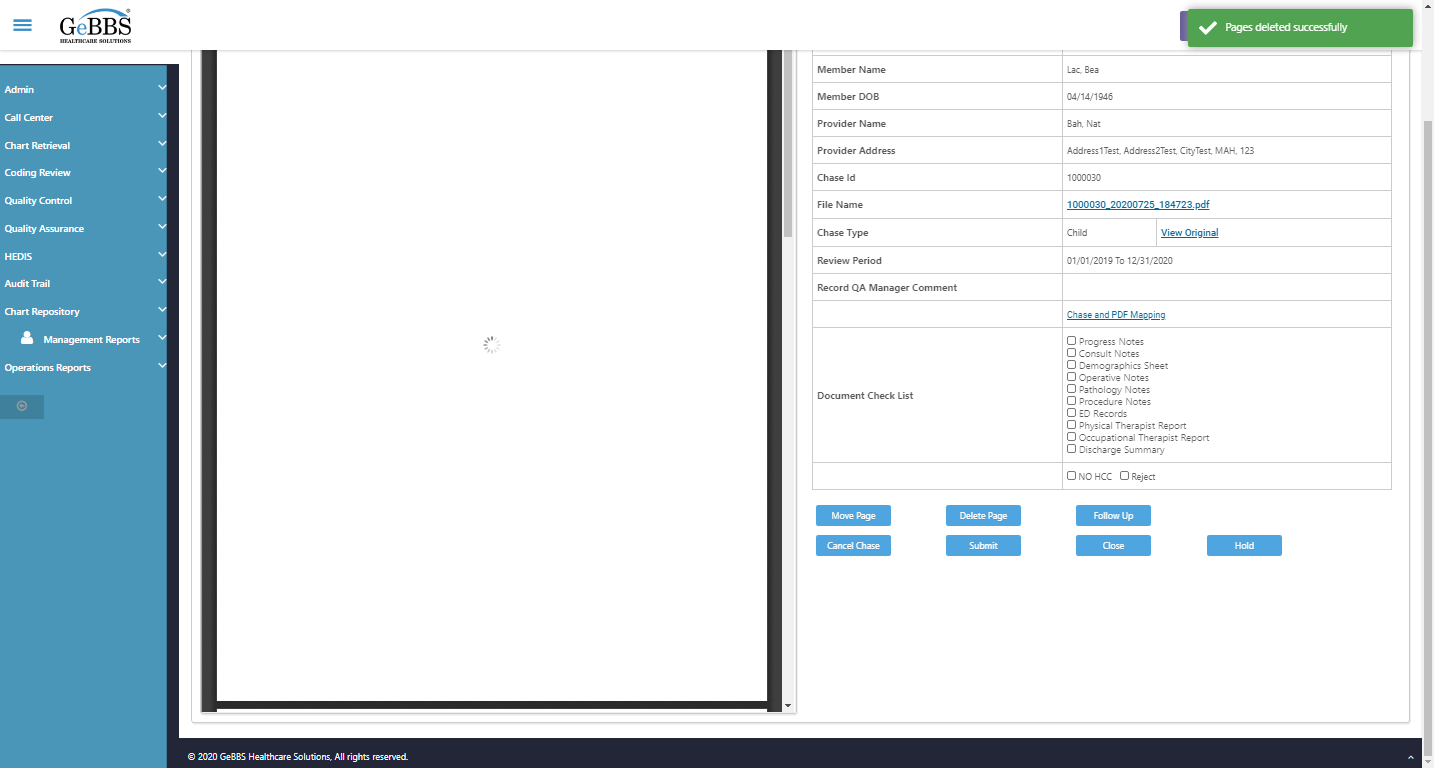 GeBBS
HEALTHCARE SOLUTIONS
Pages deleted successfully
Admin
Call Center
Chart Retrieval
Coding Review
Quality Control
Quality Assurance
HEDIS
Audit Trail
Chart Repository
Management Reports
Operations Reports
Member Name Lac, Bea
Member DOB 04/14/1946
Provider Name Bah, Nat
Provider Address Address1Test, Address2Test, CityTest, MAH, 123
Chase Id 1000030
File Name 1000030_20200725_184723.pdf
Chase Type Child View Original
Review Period 01/01/2019 To 12/31/2020
Record QA Manager Comment
Chase and PDF Mapping
Document Check List
Progress Notes
Consult Notes
Demographics Sheet
Operative Notes
Pathology Notes
Procedure Notes
ED Records
Physical Therapist Report
Occupational Therapist Report
Discharge Summary
NO HCC Reject
Move Page Delete Page Follow Up
Cancel Chase Submit Close Hold
© 2020 GeBBS Healthcare Solutions, All rights reserved.